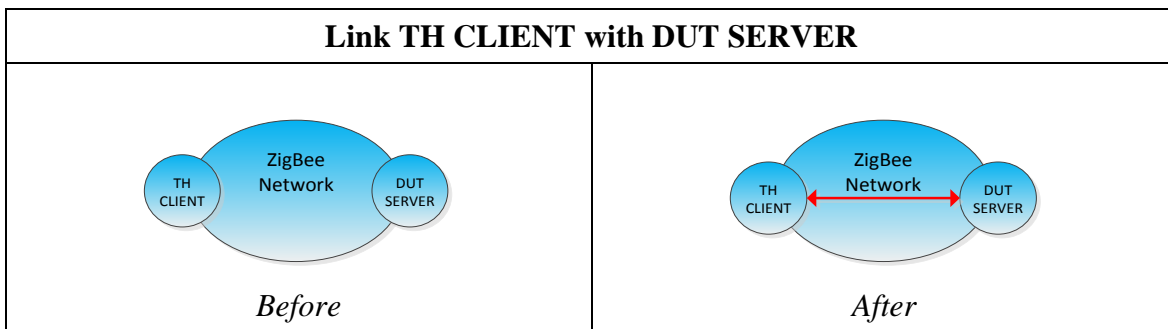 Link TH CLIENT with DUT SERVER
ZigBee
Network
TH
CLIENT
DUT
SERVER
Before
ZigBee
Network
TH
CLIENT
DUT
SERVER
After